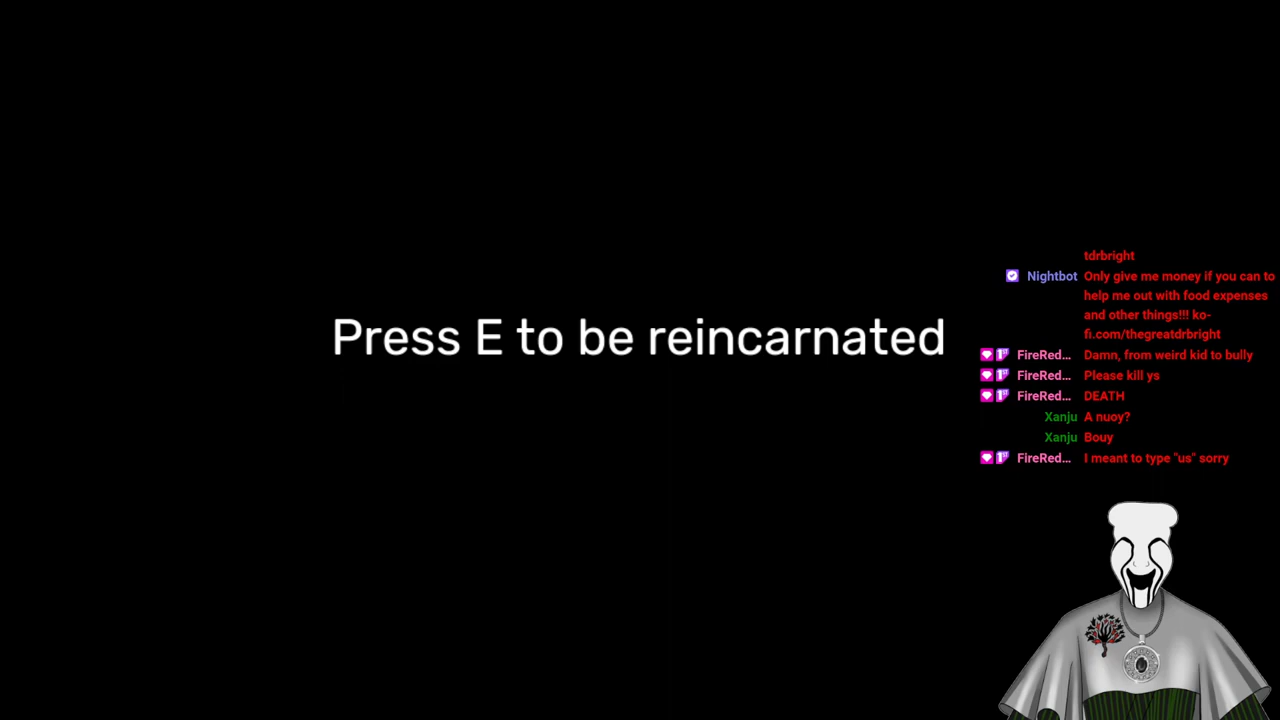 Press E to be reincarnated
tdrbright
Nightbot Only give me money if you can to
help me out with food expenses
and other things!!! ko-
fi.com/thegreatdrbright
FireRed... Damn, from weird kid to bully
FireRed... Please kill ys
FireRed... DEATH
Xanju A nuoy?
Xanju Bouy
FireRed... I meant to type "us" sorry